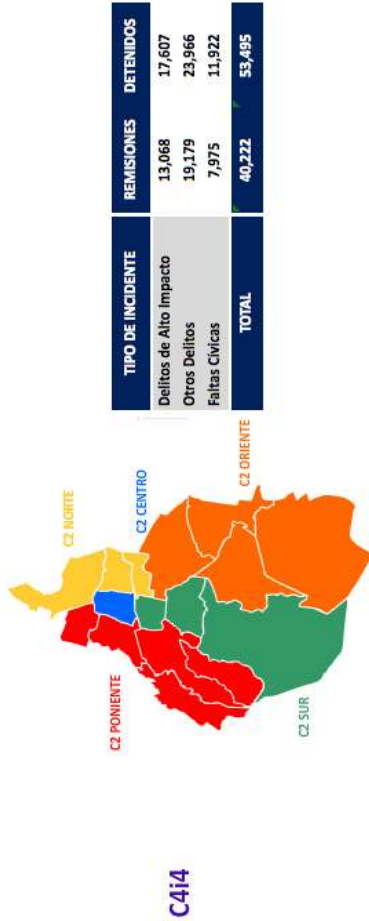 C4i4
C2 PONIENTE
C2 NORTE
C2 CENTRO
C2 SUR
C2 ORIENTE
TIPO DE INCIDENTE REMISIONES DETENIDOS
Delitos de Alto Impacto 13,068 17,607
Otros Delitos 19,179 23,966
Faltas Cívicas 7,975 11,922
TOTAL 40,222 53,495